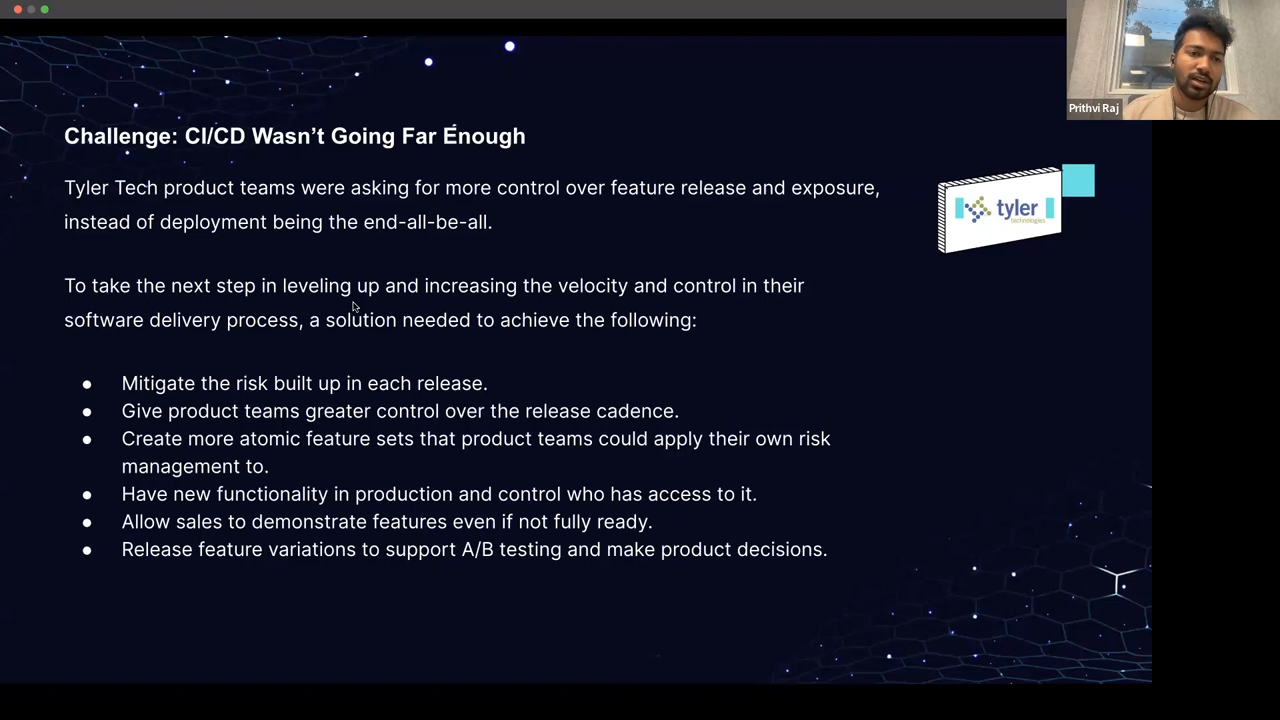 Prithvi Raj
Challenge: CI/CD Wasn’t Going Far Enough
Tyler Tech product teams were asking for more control over feature release and exposure,
instead of deployment being the end-all-be-all.
tyler
technologies
To take the next step in leveling up and increasing the velocity and control in their
software delivery process, a solution needed to achieve the following:
● Mitigate the risk built up in each release.
● Give product teams greater control over the release cadence.
● Create more atomic feature sets that product teams could apply their own risk
management to.
● Have new functionality in production and control who has access to it.
● Allow sales to demonstrate features even if not fully ready.
● Release feature variations to support A/B testing and make product decisions.